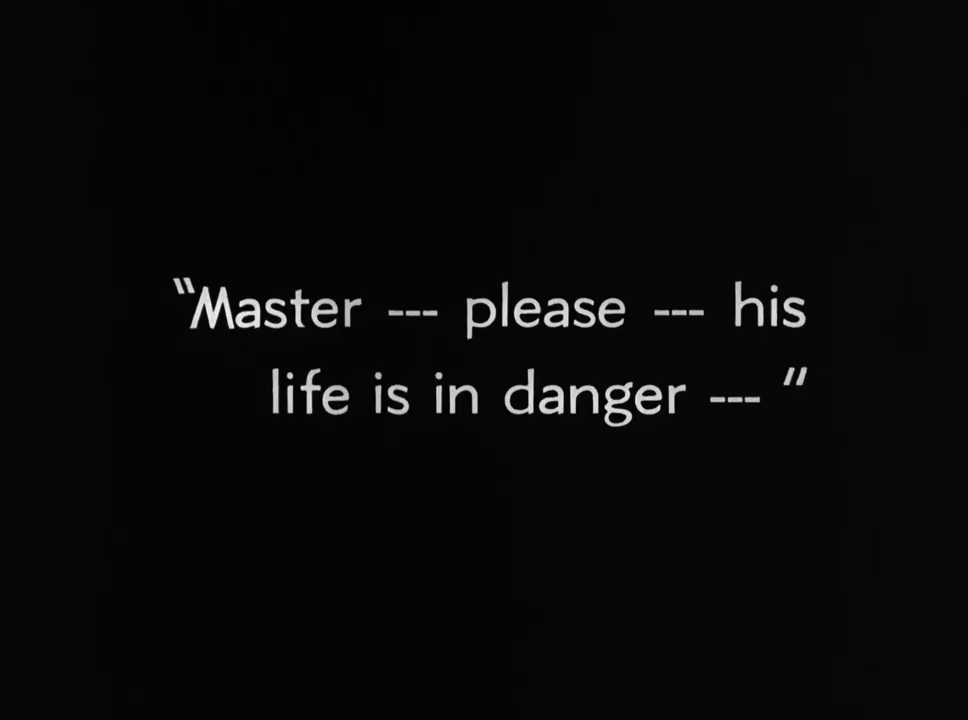 "Master --- please --- his
life is in danger --- "